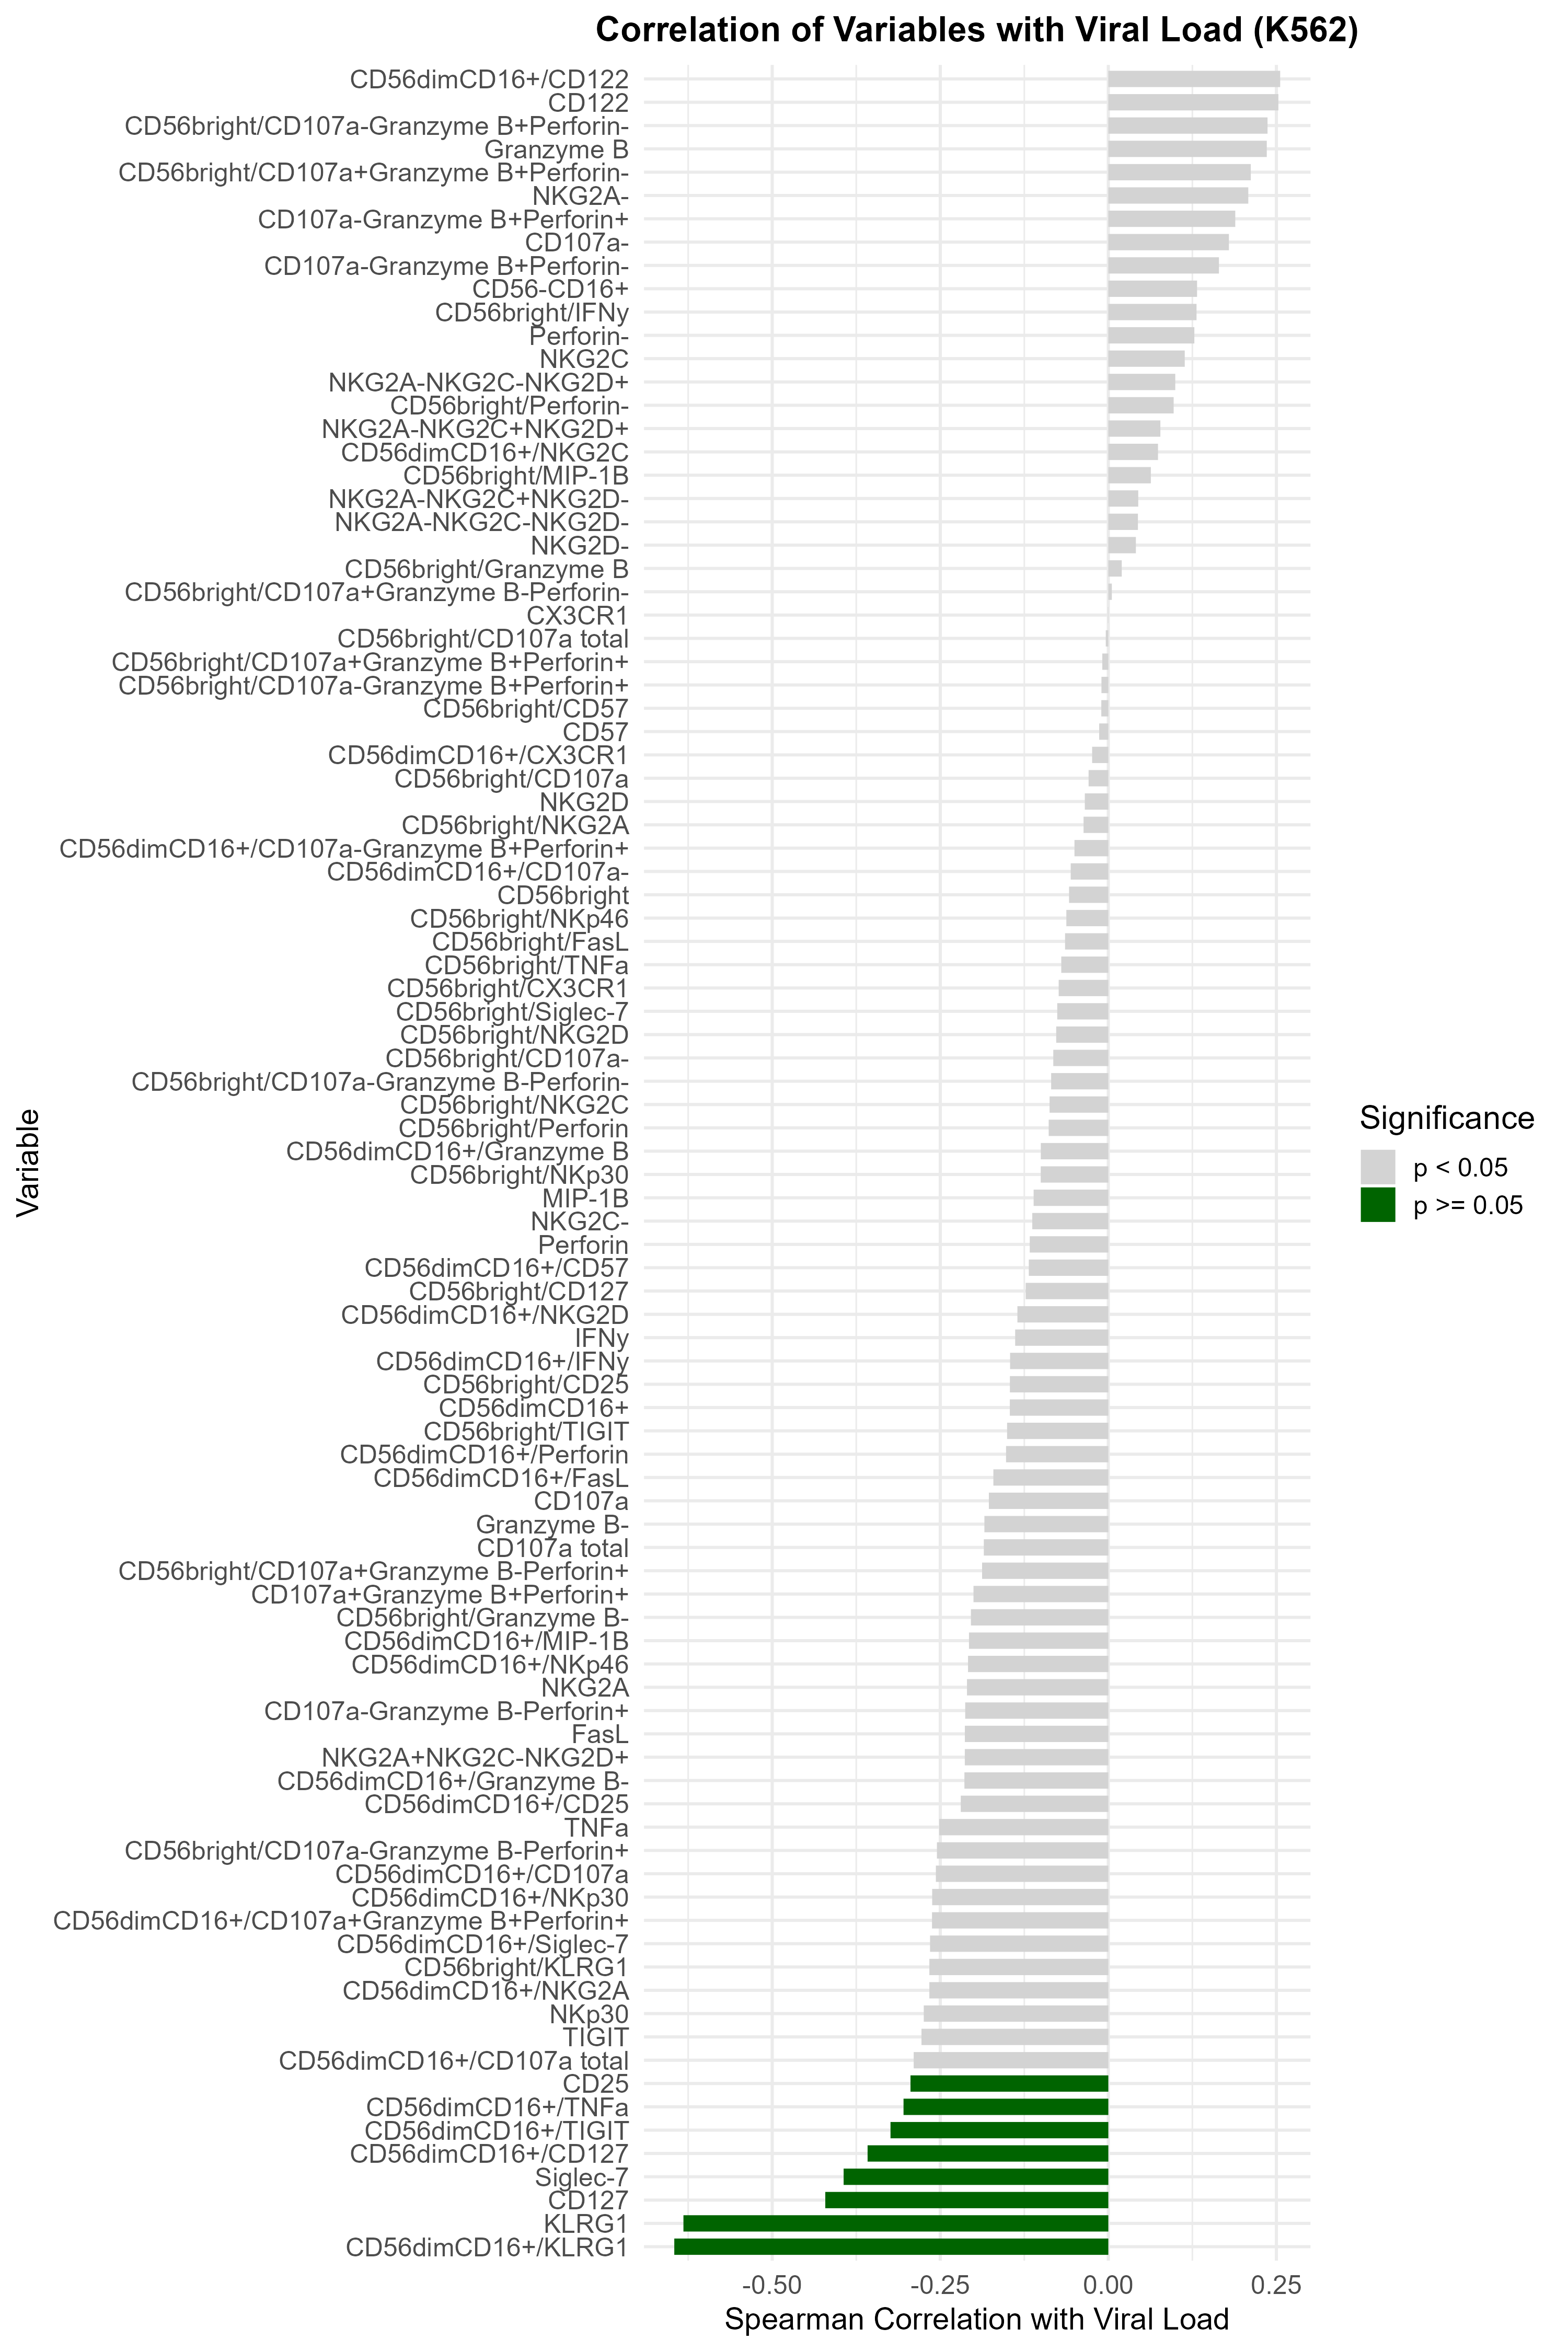 Correlation of Variables with Viral Load (K562)
CD56dimCD16+/CD122
CD122
CD56bright/CD107a-Granzyme B+Perforin-
Granzyme B
CD56bright/CD107a+Granzyme B+Perforin-
NKG2A-
CD107a-Granzyme B+Perforin+
CD107a-
CD107a-Granzyme B+Perforin-
CD56-CD16+
CD56bright/IFNy
Perforin-
NKG2C
NKG2A-NKG2C-NKG2D+
CD56bright/Perforin-
NKG2A-NKG2C+NKG2D+
CD56dimCD16+/NKG2C
CD56bright/MIP-1B
NKG2A-NKG2C+NKG2D-
NKG2A-NKG2C-NKG2D-
NKG2D-
CD56bright/Granzyme B
CD56bright/CD107a+Granzyme B-Perforin-
CX3CR1
CD56bright/CD107a total
CD56bright/CD107a+Granzyme B+Perforin+
CD56bright/CD107a-Granzyme B+Perforin+
CD56bright/CD57
CD57
CD56dimCD16+/CX3CR1
CD56bright/CD107a
NKG2D
CD56bright/NKG2A
CD56dimCD16+/CD107a-Granzyme B+Perforin+
CD56dimCD16+/CD107a-
CD56bright
CD56bright/NKp46
CD56bright/FasL
CD56bright/TNFa
CD56bright/CX3CR1
CD56bright/Siglec-7
CD56bright/NKG2D
CD56bright/CD107a-
CD56bright/CD107a-Granzyme B-Perforin-
CD56bright/NKG2C
CD56bright/Perforin
CD56dimCD16+/Granzyme B
CD56bright/NKp30
MIP-1B
NKG2C-
Perforin
CD56dimCD16+/CD57
CD56bright/CD127
CD56dimCD16+/NKG2D
IFNy
CD56dimCD16+/IFNy
CD56bright/CD25
CD56dimCD16+
CD56bright/TIGIT
CD56dimCD16+/Perforin
CD56dimCD16+/FasL
CD107a
Granzyme B-
CD107a total
CD56bright/CD107a+Granzyme B-Perforin+
CD107a+Granzyme B+Perforin+
CD56bright/Granzyme B-
CD56dimCD16+/MIP-1B
CD56dimCD16+/NKp46
NKG2A
CD107a-Granzyme B-Perforin+
FasL
NKG2A+NKG2C-NKG2D+
CD56dimCD16+/Granzyme B-
CD56dimCD16+/CD25
TNFa
CD56bright/CD107a-Granzyme B-Perforin+
CD56dimCD16+/CD107a
CD56dimCD16+/NKp30
CD56dimCD16+/CD107a+Granzyme B+Perforin+
CD56dimCD16+/Siglec-7
CD56bright/KLRG1
CD56dimCD16+/NKG2A
NKp30
TIGIT
CD56dimCD16+/CD107a total
CD25
CD56dimCD16+/TNFa
CD56dimCD16+/TIGIT
CD56dimCD16+/CD127
Siglec-7
CD127
KLRG1
CD56dimCD16+/KLRG1
-0.50 -0.25 0.00 0.25
Spearman Correlation with Viral Load
Variable
Significance
p < 0.05
p >= 0.05